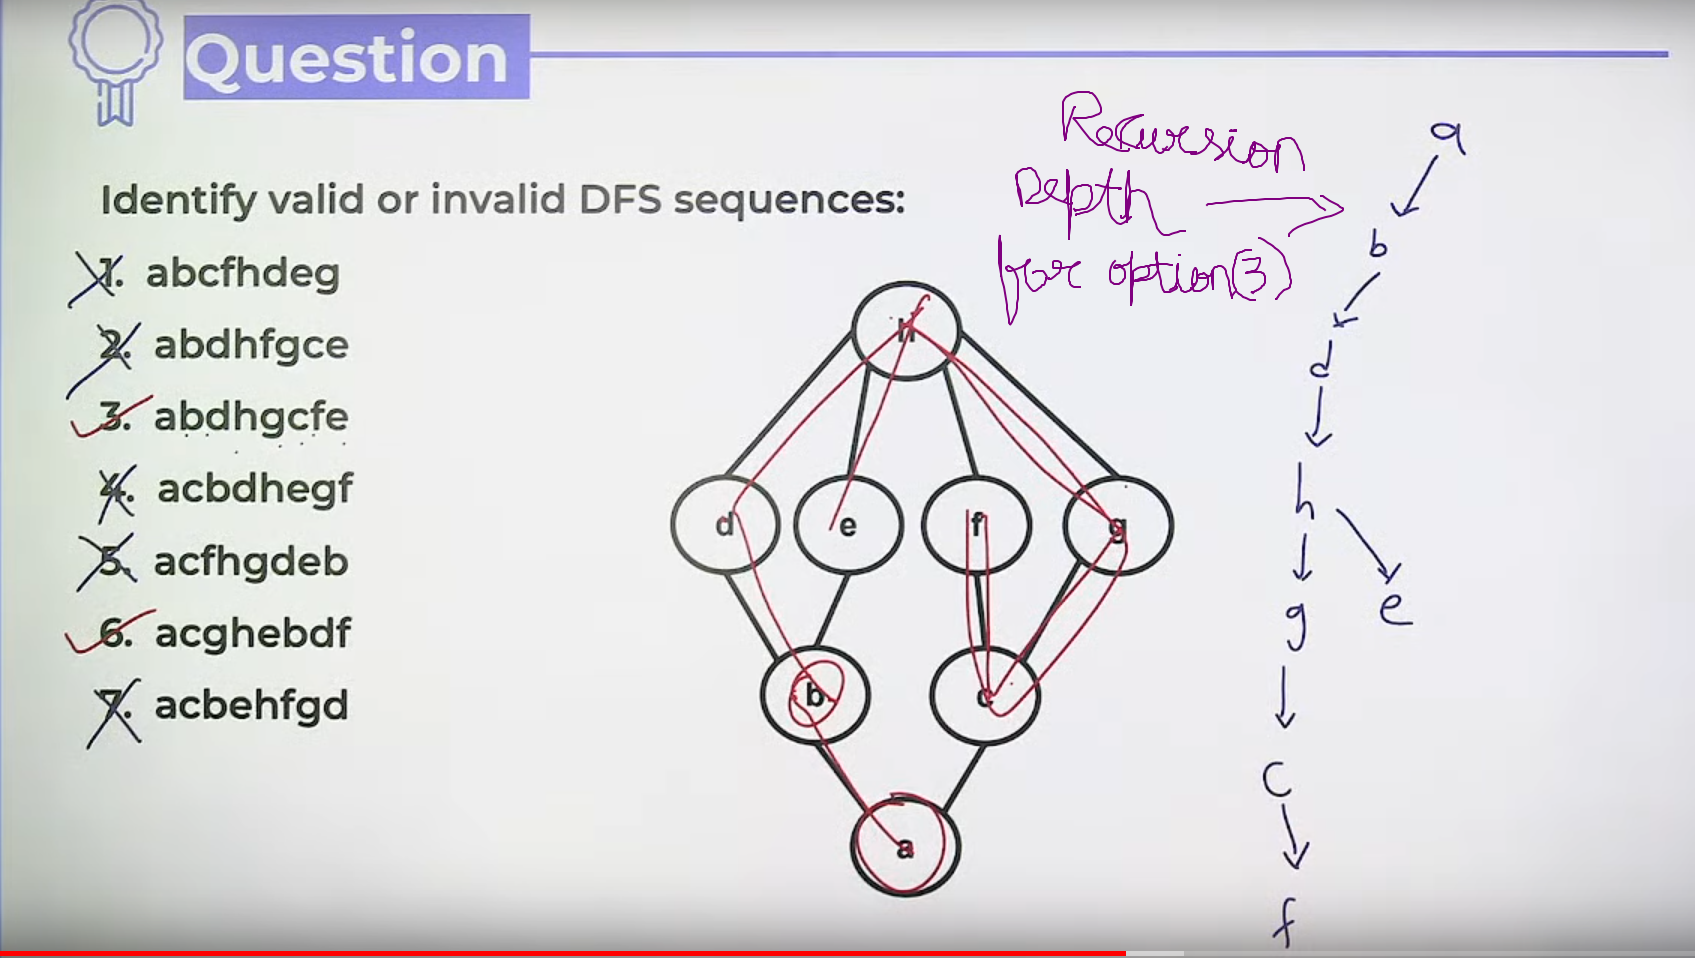 Question
Identify valid or invalid DFS sequences:
1. abcfhdeg
2. abdhfgce
3. abdhgcfe
4. acbdhegf
5. acfhgdeb
6. acghebdf
7. acbehfgd
Recursion
Depth
for option(3)
h
d
e
f
g
b
c
a
a
b
d
h
g
e
c
f